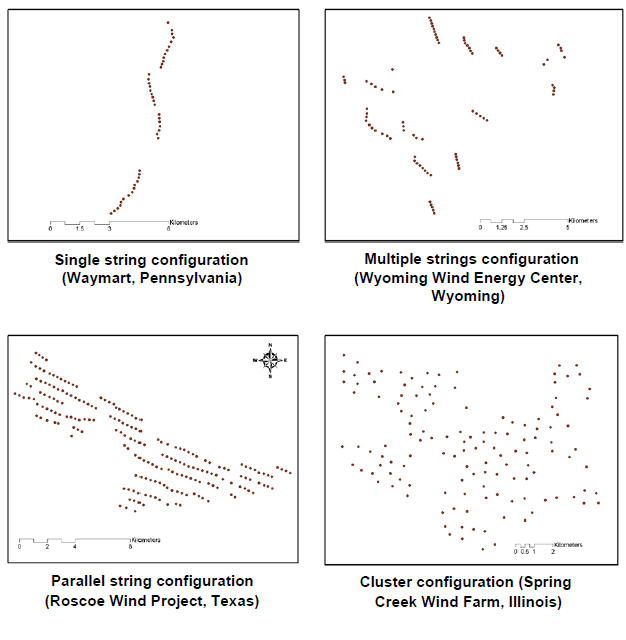 Kilometers
0 1.5 3 6
Single string configuration
(Waymart, Pennsylvania)
Kilometers
0 1.25 2.5 5
Multiple strings configuration
(Wyoming Wind Energy Center,
Wyoming)
N
W E
S
Kilometers
0 2 4 8
Parallel string configuration
(Roscoe Wind Project, Texas)
Kilometers
0 0.5 1 2
Cluster configuration (Spring
Creek Wind Farm, Illinois)